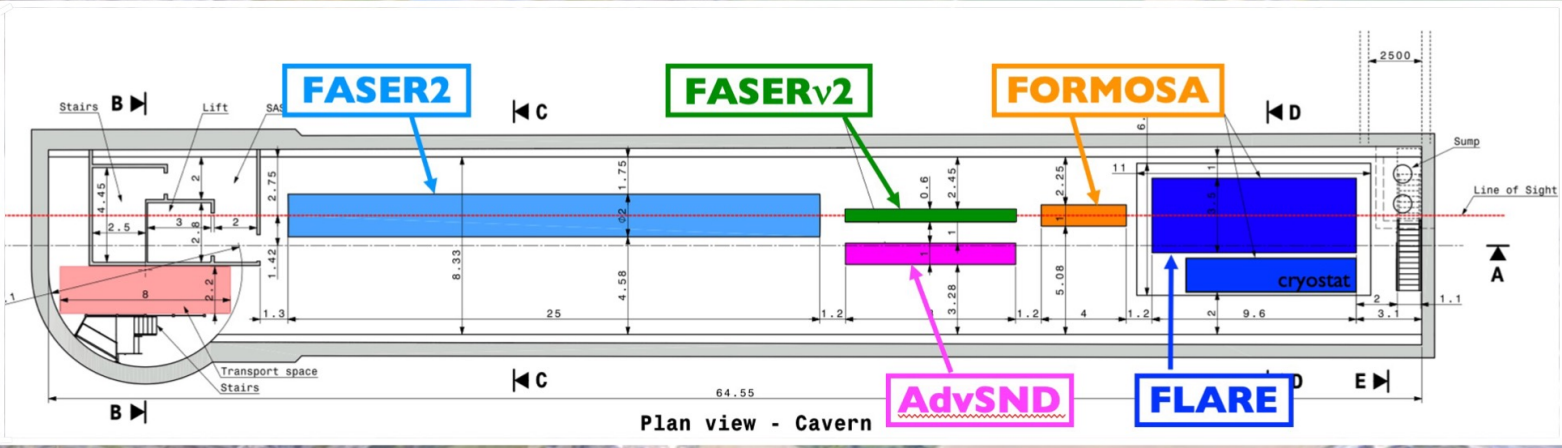 FASER2
FASERν2
FORMOSA
2500
Stairs
B
Lift
C
D
Sump
Line of Sight
2
2.75
1.75
0.6
2.45
2.25
1
11
4.45
2.5
3
2
2.8
⌀2
1
1
1
1.42
8.33
4.58
3.28
5.08
A
8
2.2
cryostat
1.3
25
1.2
1.2
4
1.2
2
9.6
2
3.1
1.1
Transport space
Stairs
C
AdvSND
FLARE
D
E
64.55
B
Plan view - Cavern